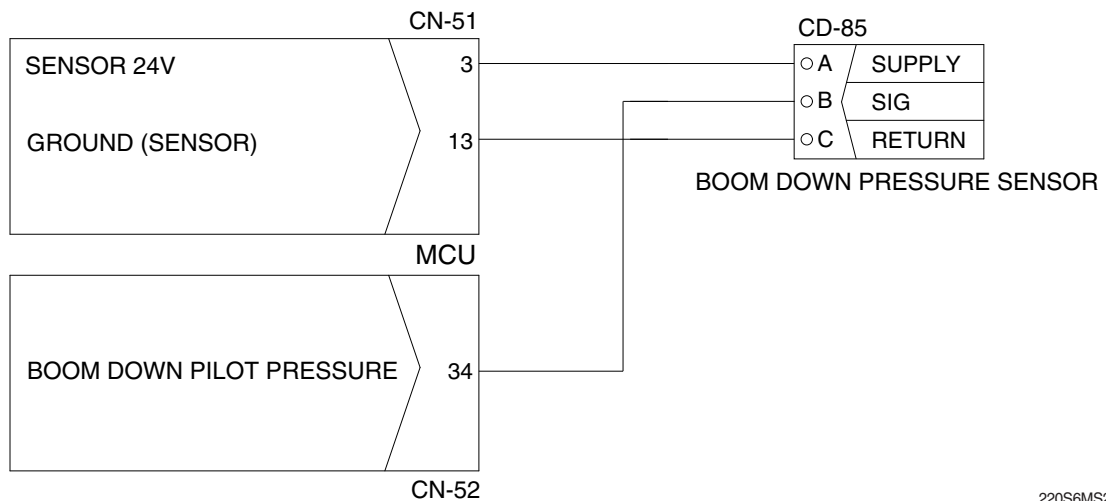 CN-51
CD-85
SENSOR 24V 3
A SUPPLY
B SIG
GROUND (SENSOR) 13
C RETURN
BOOM DOWN PRESSURE SENSOR
MCU
BOOM DOWN PILOT PRESSURE 34
CN-52